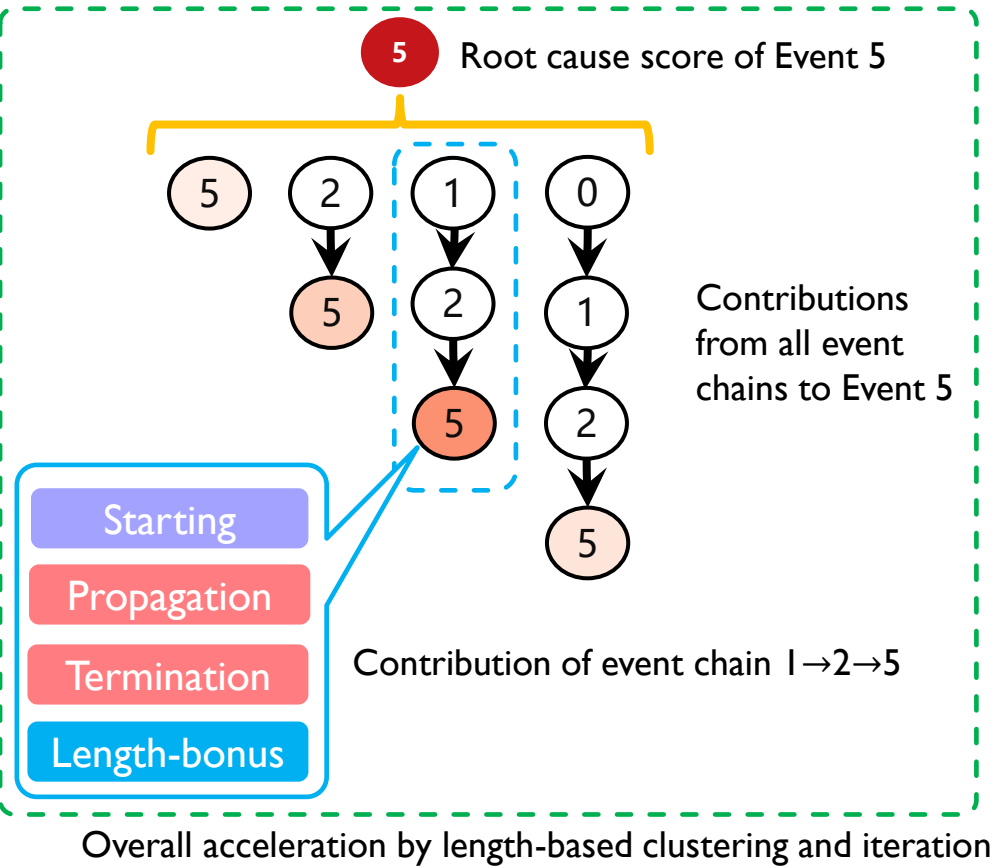 5 Root cause score of Event 5
5 2 1 0
5 2 1
5 2
5
Contributions
from all event
chains to Event 5
Starting
Propagation
Termination
Length-bonus
Contribution of event chain 1→2→5
Overall acceleration by length-based clustering and iteration